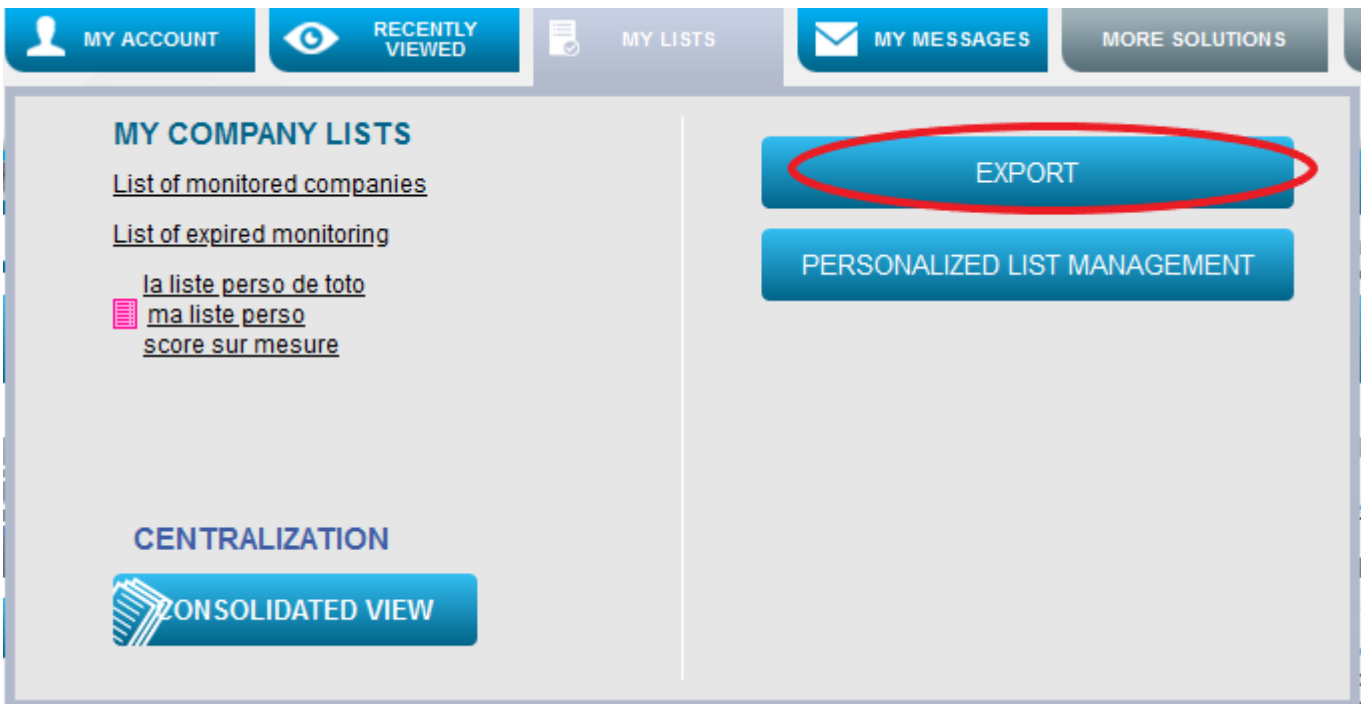 MY ACCOUNT
RECENTLY
VIEWED
MY LISTS
MY MESSAGES
MORE SOLUTIONS
MY COMPANY LISTS
List of monitored companies
List of expired monitoring
la liste perso de toto
ma liste perso
score sur mesure
EXPORT
PERSONALIZED LIST MANAGEMENT
CENTRALIZATION
CONSOLIDATED VIEW